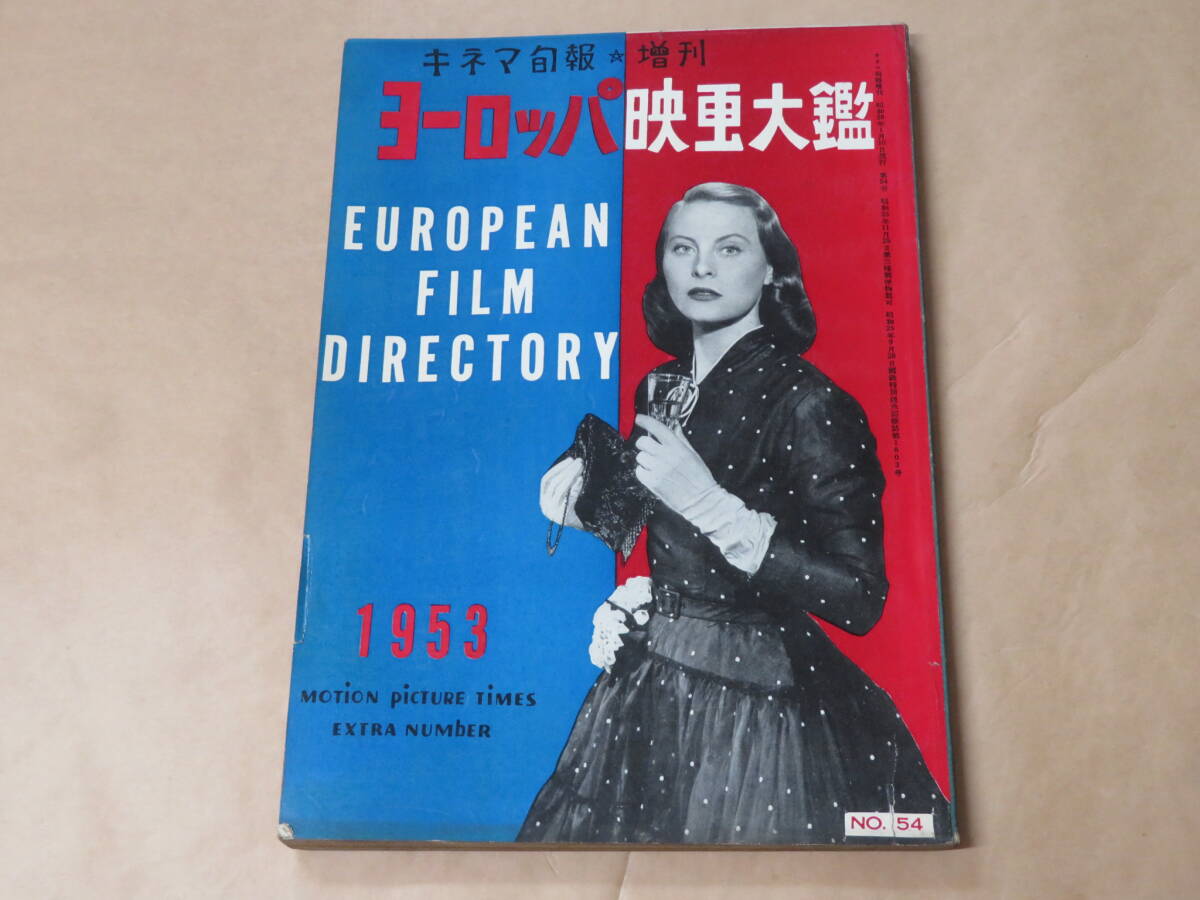 キネマ旬報☆増刊
ヨーロッパ映画大鑑
EUROPEAN
FILM
DIRECTORY
1953
MOTION PICTURE TIMES
EXTRA NUMBER
NO. 54